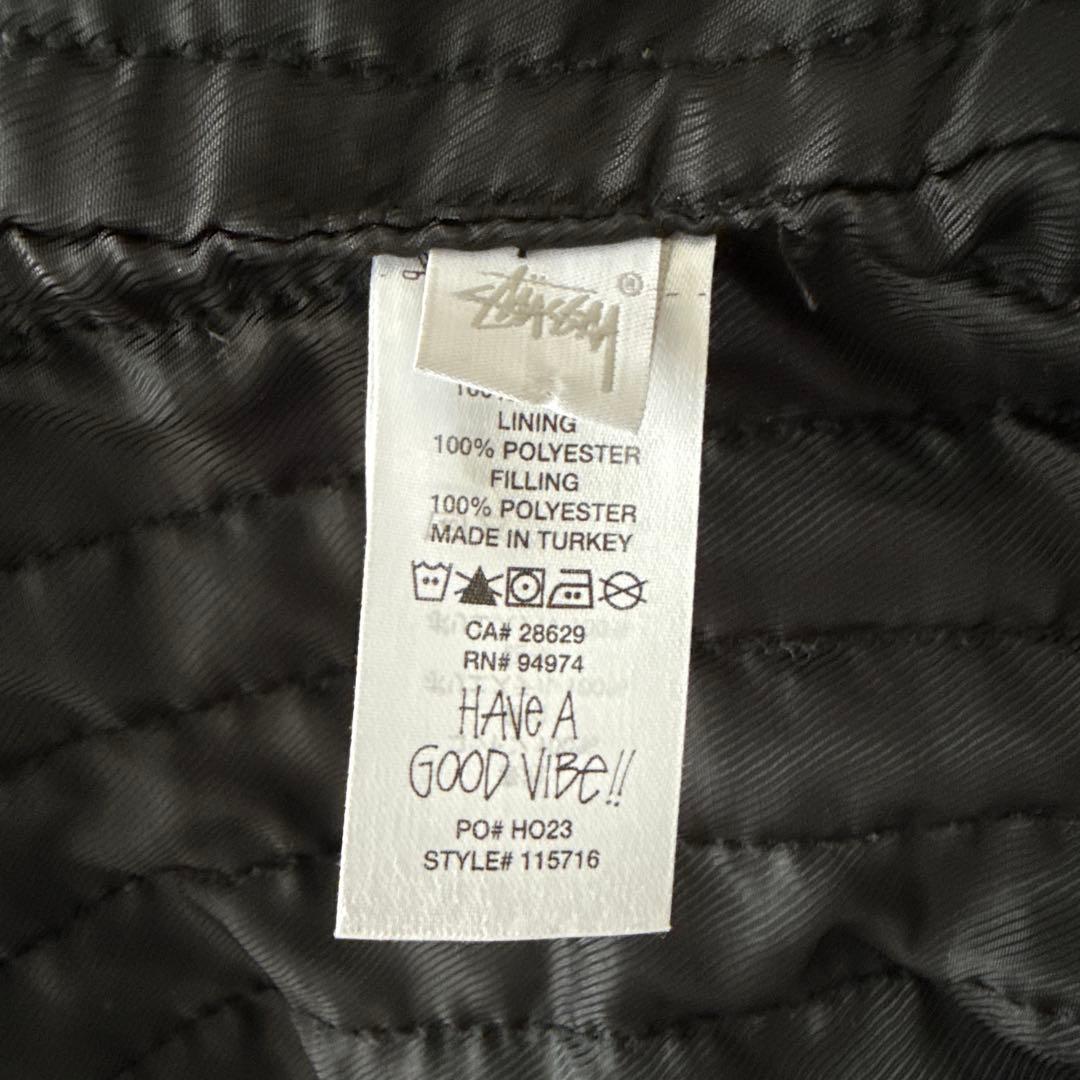 STÜSSY ®
LINING
100% POLYESTER
FILLING
100% POLYESTER
MADE IN TURKEY
CA# 28629
RN# 94974
HAVE A
GOOD VIBE!!
PO# HO23
STYLE# 115716